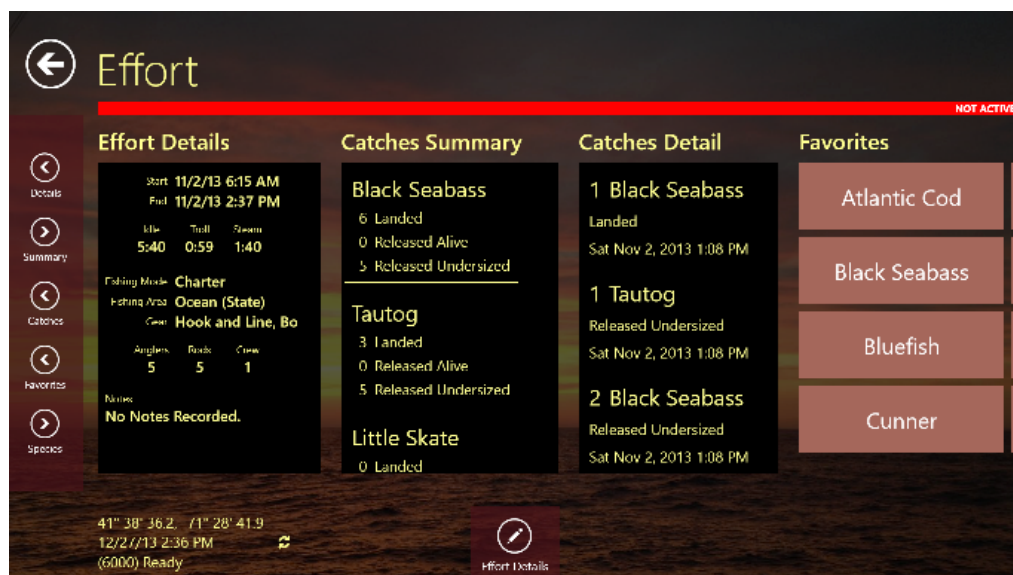 Effort
NOT ACTIVE
Details
Summary
Catches
Favorites
Species
Effort Details
Start 11/2/13 6:15 AM
End 11/2/13 2:37 PM
Idle Troll Steam
5:40 0:59 1:40
Fishing Mode Charter
Fishing Area Ocean (State)
Gear Hook and Line, Bo
Anglers Rods Crew
5 5 1
Notes
No Notes Recorded.
Catches Summary
Black Seabass
6 Landed
0 Released Alive
5 Released Undersized
Tautog
3 Landed
0 Released Alive
5 Released Undersized
Little Skate
0 Landed
Catches Detail
1 Black Seabass
Landed
Sat Nov 2, 2013 1:08 PM
1 Tautog
Released Undersized
Sat Nov 2, 2013 1:08 PM
2 Black Seabass
Released Undersized
Sat Nov 2, 2013 1:08 PM
Favorites
Atlantic Cod
Black Seabass
Bluefish
Cunner
41° 38' 36.2, 71° 28' 41.9
12/27/13 2:36 PM
(6000) Ready
Effort Details